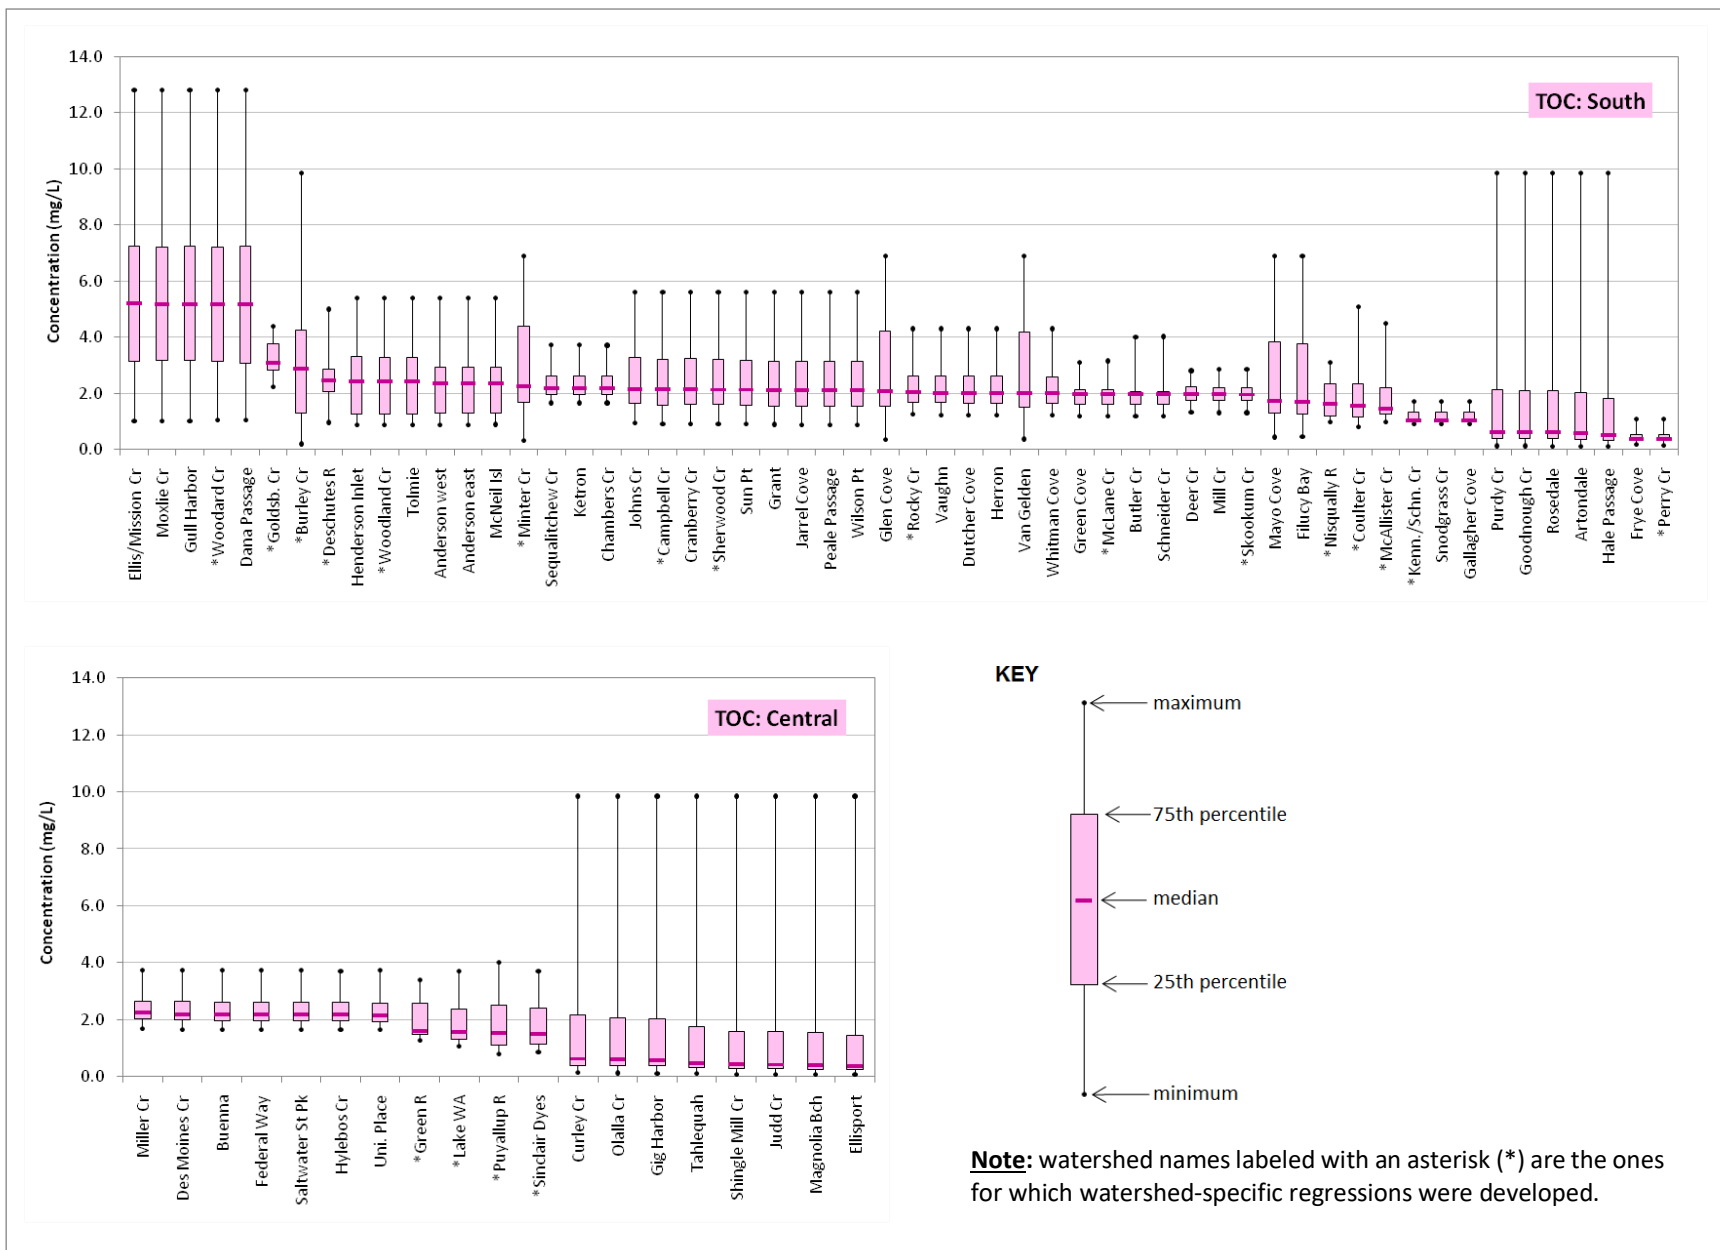 TOC: South
Concentration (mg/L)
14.0
12.0
10.0
8.0
6.0
4.0
2.0
0.0
Ellis/Mission Cr
Moxlie Cr
Gull Harbor
*Woodard Cr
Dana Passage
*Goldsb. Cr
*Burley Cr
*Deschutes R
Henderson Inlet
*Woodland Cr
Tolmie
Anderson west
Anderson east
McNeil Isl
*Minter Cr
Sequalitchew Cr
Ketron
Chambers Cr
Johns Cr
*Campbell Cr
Cranberry Cr
*Sherwood Cr
Sun Pt
Grant
Jarrel Cove
Peale Passage
Wilson Pt
Glen Cove
*Rocky Cr
Vaughn
Dutcher Cove
Herron
Van Gelden
Whitman Cove
Green Cove
*McLane Cr
Butler Cr
Schneider Cr
Deer Cr
Mill Cr
*Skookum Cr
Mayo Cove
Filucy Bay
*Nisqually R
*Coulter Cr
*McAllister Cr
*Kenn./Schn. Cr
Snodgrass Cr
Gallagher Cove
Purdy Cr
Goodnough Cr
Rosedale
Artondale
Hale Passage
Frye Cove
*Perry Cr
TOC: Central
Concentration (mg/L)
14.0
12.0
10.0
8.0
6.0
4.0
2.0
0.0
Miller Cr
Des Moines Cr
Buenna
Federal Way
Saltwater St Pk
Hylebos Cr
Uni. Place
*Green R
*Lake WA
*Puyallup R
*Sinclair Dyes
Curley Cr
Olalla Cr
Gig Harbor
Tahlequah
Shingle Mill Cr
Judd Cr
Magnolia Bch
Ellisport
KEY
maximum
75th percentile
median
25th percentile
minimum
Note: watershed names labeled with an asterisk (*) are the ones
for which watershed-specific regressions were developed.